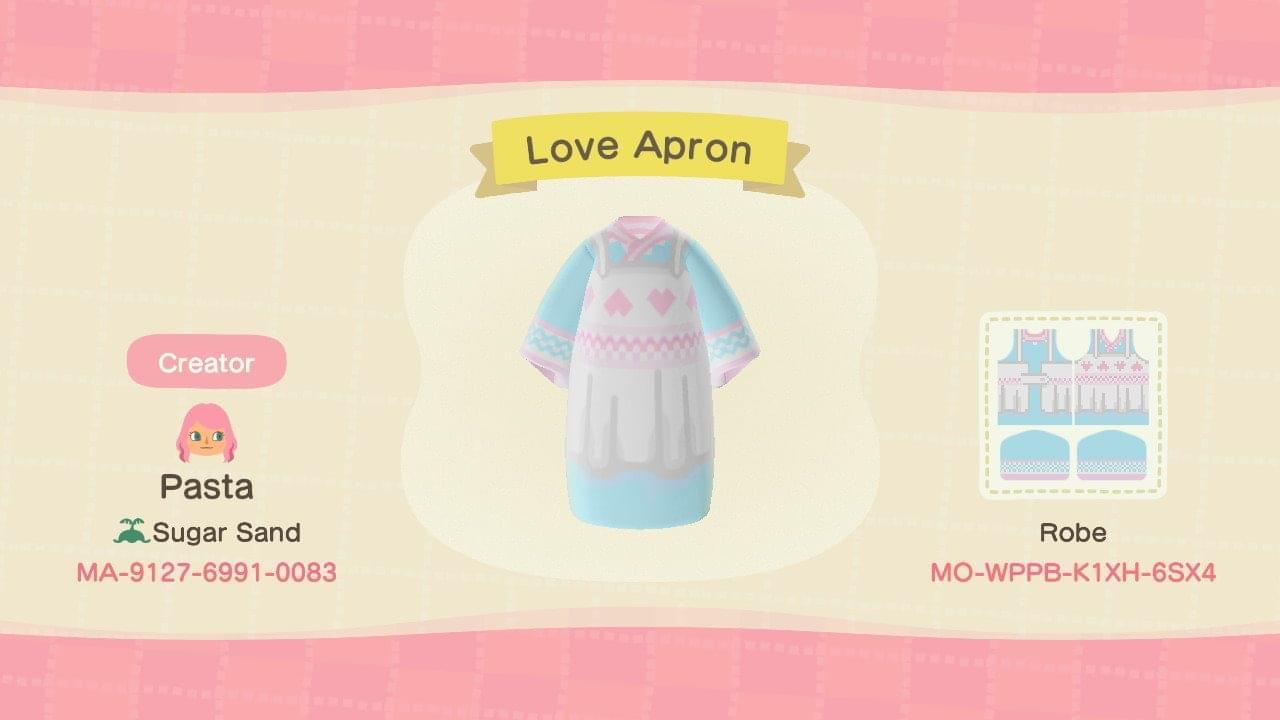 Love Apron
Creator
Pasta
Sugar Sand
MA-9127-6991-0083
Robe
MO-WPPB-K1XH-6SX4